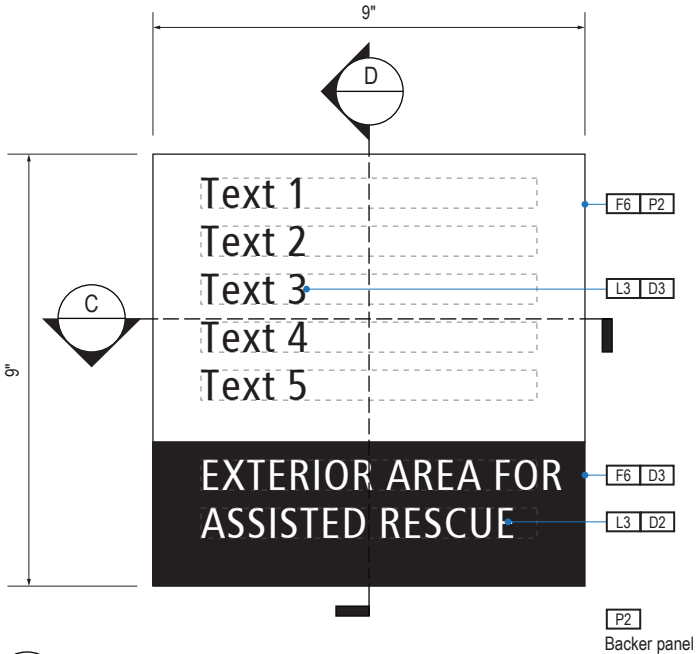 9"
D
Text 1
F6 P2
Text 2
Text 3
L3 D3
C
Text 4
9"
Text 5
EXTERIOR AREA FOR
F6 D3
ASSISTED RESCUE
L3 D2
P2
Backer panel